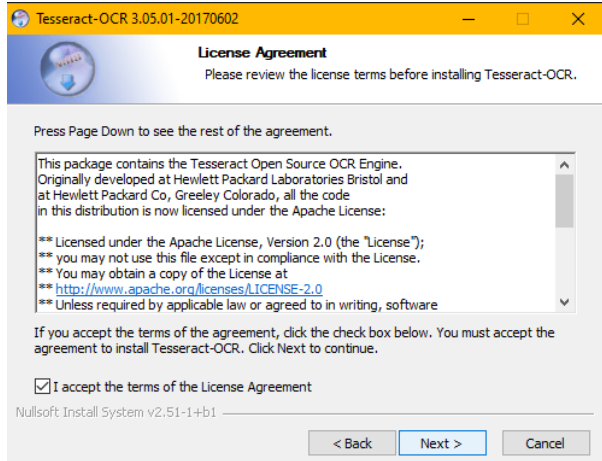 Tesseract-OCR 3.05.01-20170602
License Agreement
Please review the license terms before installing Tesseract-OCR.
Press Page Down to see the rest of the agreement.
This package contains the Tesseract Open Source OCR Engine.
Originally developed at Hewlett Packard Laboratories Bristol and
at Hewlett Packard Co, Greeley Colorado, all the code
in this distribution is now licensed under the Apache License:
** Licensed under the Apache License, Version 2.0 (the "License");
** you may not use this file except in compliance with the License.
** You may obtain a copy of the License at
** http://www.apache.org/licenses/LICENSE-2.0
** Unless required by applicable law or agreed to in writing, software
If you accept the terms of the agreement, click the check box below. You must accept the
agreement to install Tesseract-OCR. Click Next to continue.
I accept the terms of the License Agreement
Nullsoft Install System v2.51-1+b1
< Back Next > Cancel